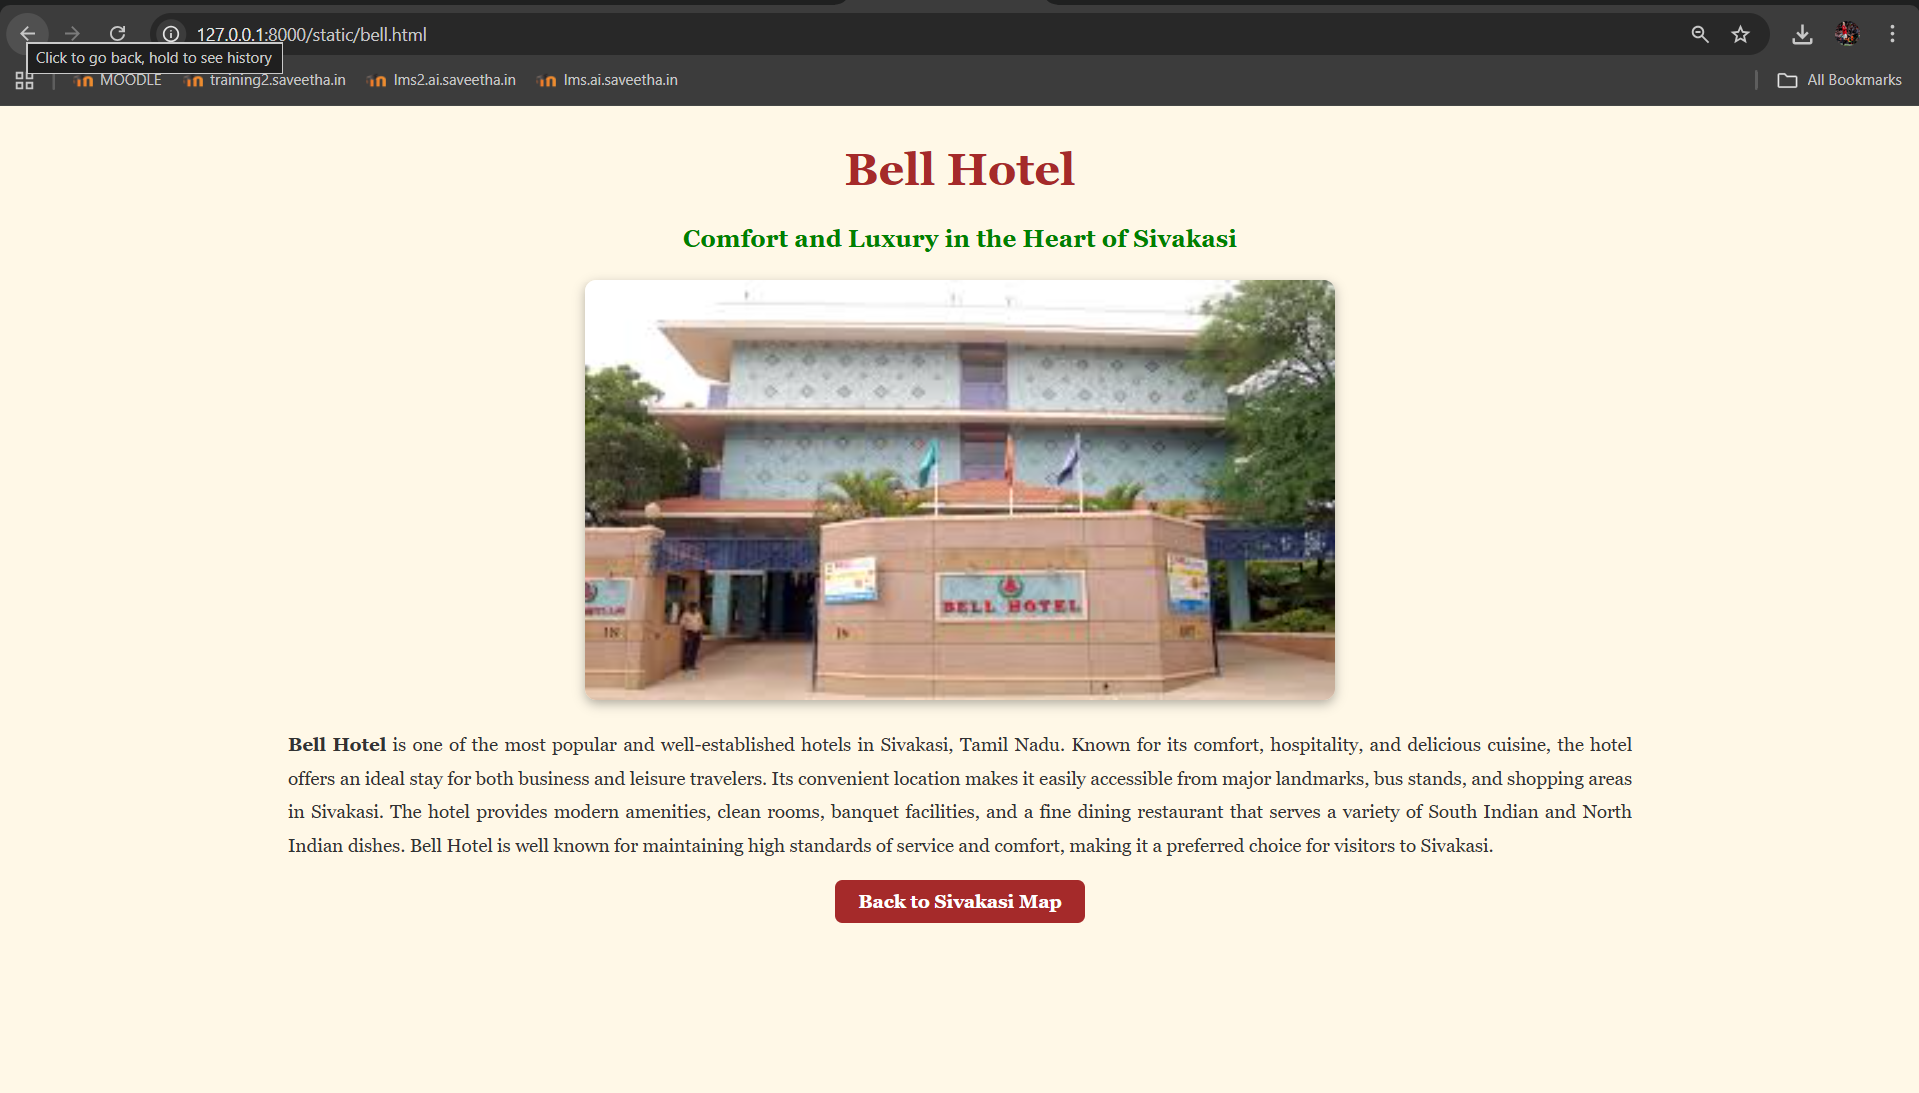 127.0.0.1:8000/static/bell.html
Click to go back, hold to see history
MOODLE
training2.saveetha.in
lms2.ai.saveetha.in
lms.ai.saveetha.in
All Bookmarks
Bell Hotel
Comfort and Luxury in the Heart of Sivakasi
BELL HOTEL
IN
IN
Bell Hotel is one of the most popular and well-established hotels in Sivakasi, Tamil Nadu. Known for its comfort, hospitality, and delicious cuisine, the hotel
offers an ideal stay for both business and leisure travelers. Its convenient location makes it easily accessible from major landmarks, bus stands, and shopping areas
in Sivakasi. The hotel provides modern amenities, clean rooms, banquet facilities, and a fine dining restaurant that serves a variety of South Indian and North
Indian dishes. Bell Hotel is well known for maintaining high standards of service and comfort, making it a preferred choice for visitors to Sivakasi.
Back to Sivakasi Map